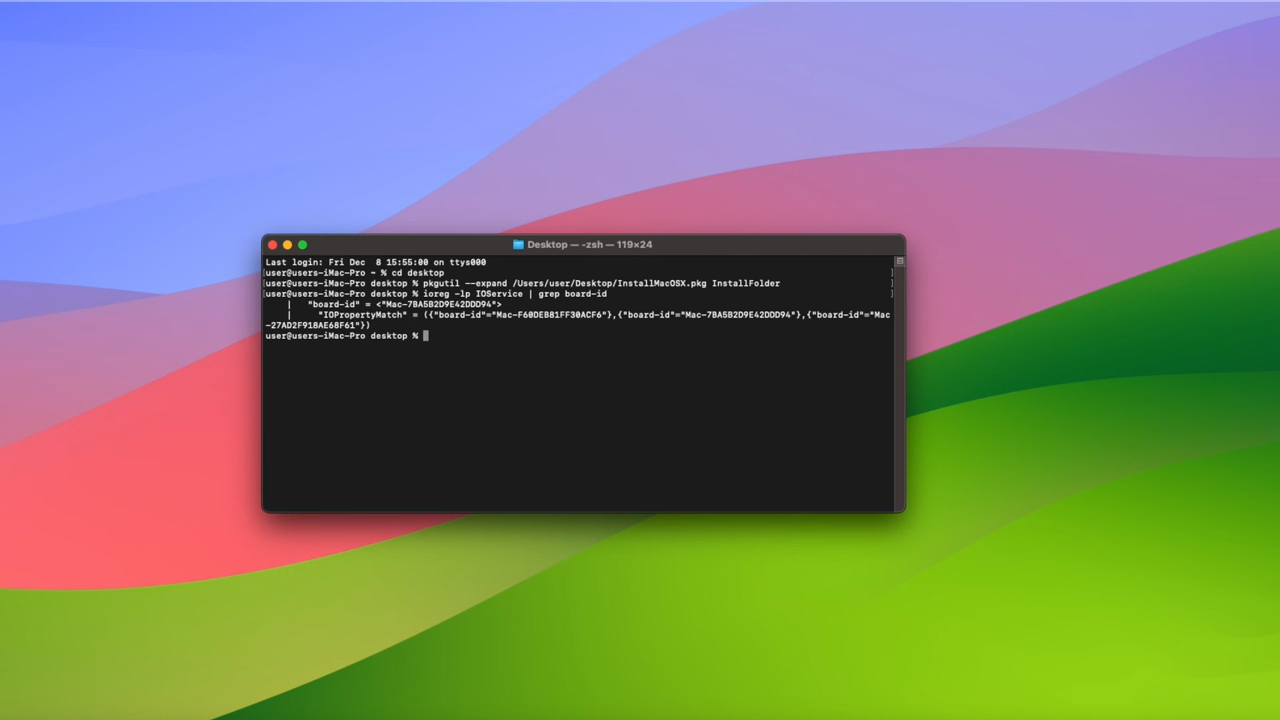 Desktop — -zsh — 119×24
Last login: Fri Dec  8 15:55:00 on ttys000
[user@users-iMac-Pro ~ % cd desktop ]
[user@users-iMac-Pro desktop % pkgutil --expand /Users/user/Desktop/InstallMacOSX.pkg InstallFolder ]
[user@users-iMac-Pro desktop % ioreg -lp IOService | grep board-id ]
    |   "board-id" = <"Mac-7BA5B2D9E42DDD94">
    |     "IOPropertyMatch" = ({"board-id"="Mac-F60DEB81FF30ACF6"},{"board-id"="Mac-7BA5B2D9E42DDD94"},{"board-id"="Mac
-27AD2F918AE68F61"})
user@users-iMac-Pro desktop %